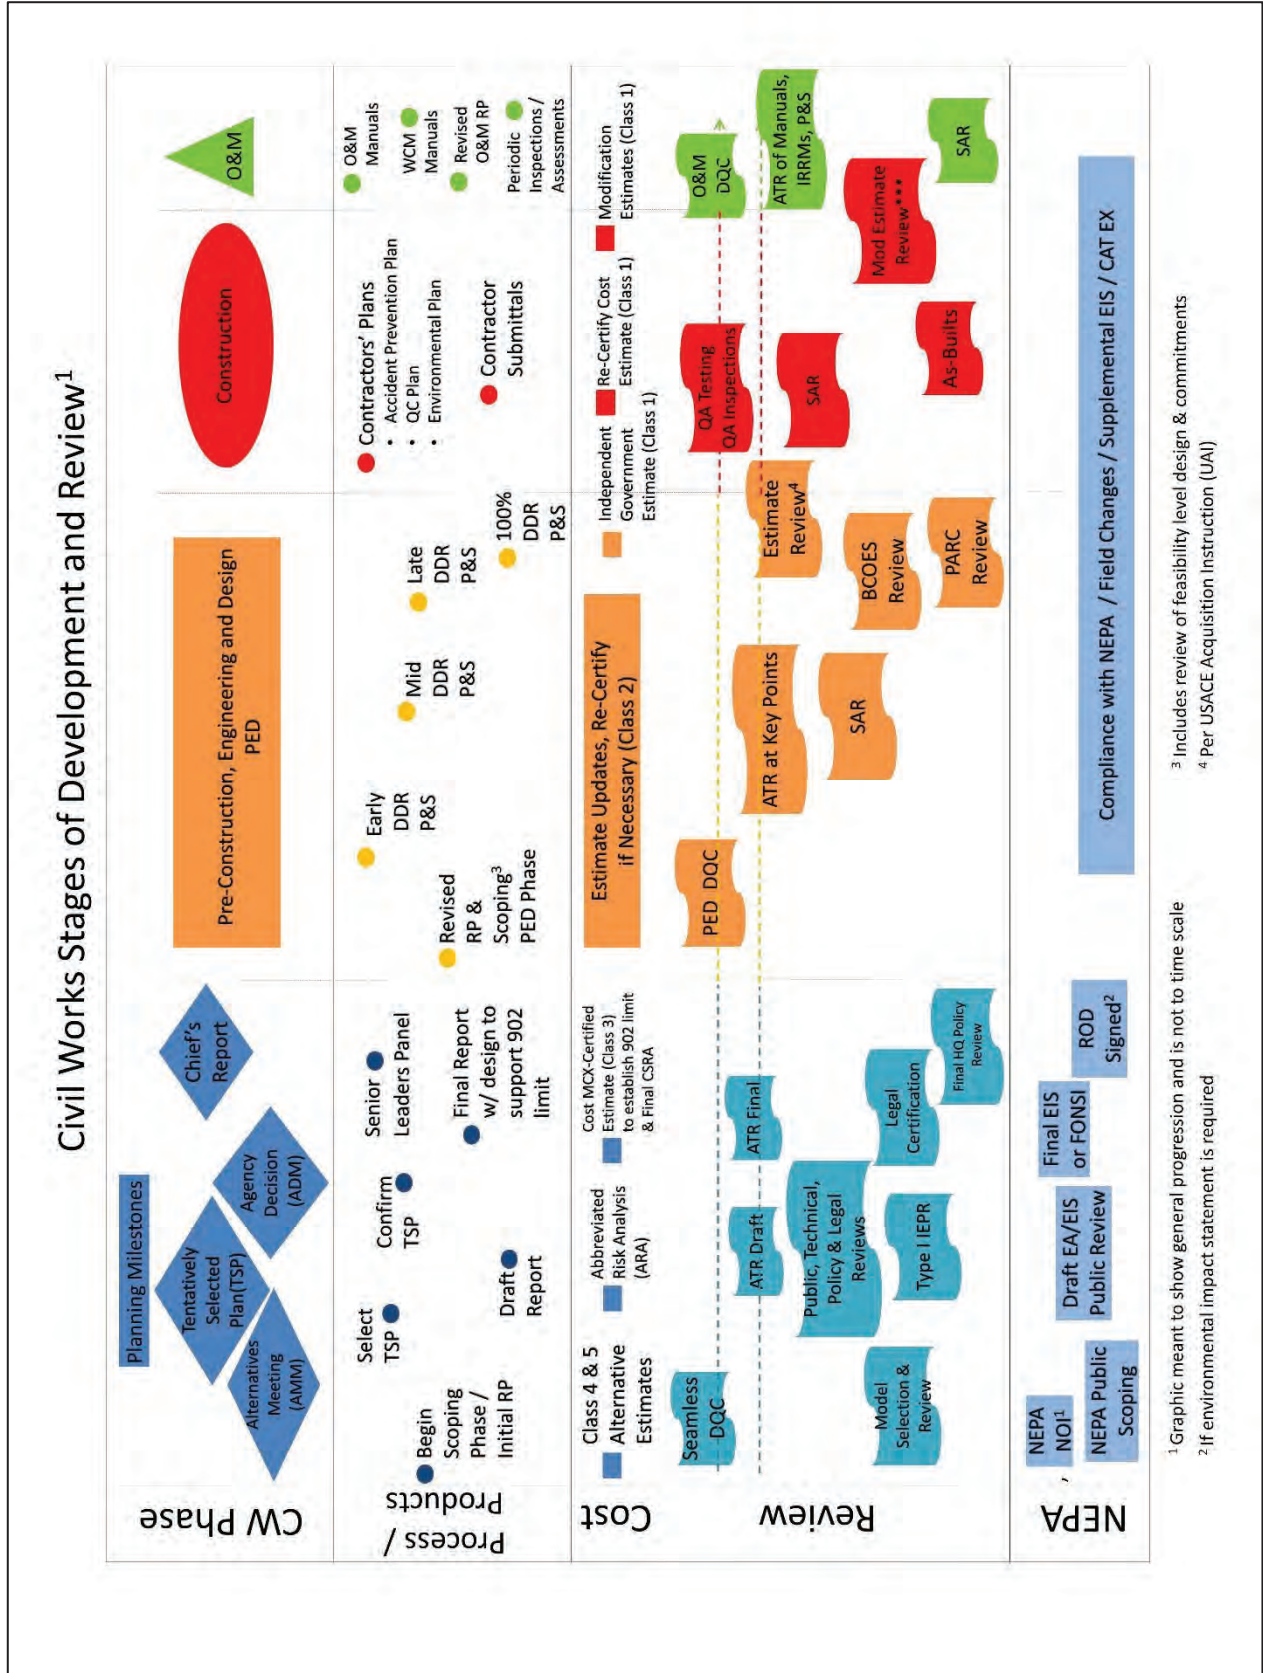 Civil Works Stages of Development and Review1
CW Phase
Planning Milestones
Alternatives
Meeting
(AMM)
Tentatively
Selected
Plan(TSP)
Agency
Decision
(ADM)
Chief's
Report
Pre-Construction, Engineering and Design
PED
Construction
O&M
Process /
Products
Begin
Scoping
Phase /
Initial RP
Select
TSP
Draft
Report
Confirm
TSP
Senior
Leaders Panel
Final Report
w/ design to
support 902
limit
Revised
RP &
Scoping3
PED Phase
Early
DDR
P&S
Mid
DDR
P&S
Late
DDR
P&S
100%
DDR
P&S
Contractors' Plans
• Accident Prevention Plan
• QC Plan
• Environmental Plan
Contractor
Submittals
O&M
Manuals
WCM
Manuals
Revised
O&M RP
Periodic
Inspections /
Assessments
Cost
Class 4 & 5
Alternative
Estimates
Abbreviated
Risk Analysis
(ARA)
Cost MCX-Certified
Estimate (Class 3)
to establish 902 limit
& Final CSRA
Estimate Updates, Re-Certify
if Necessary (Class 2)
Independent
Government
Estimate (Class 1)
Re-Certify Cost
Estimate (Class 1)
Modification
Estimates (Class 1)
Review
Seamless
DQC
Model
Selection &
Review
ATR Draft
Public, Technical,
Policy & Legal
Reviews
Type I IEPR
ATR Final
Legal
Certification
Final HQ Policy
Review
PED DQC
ATR at Key Points
SAR
Estimate
Review4
BCOES
Review
PARC
Review
QA Testing
QA Inspections
SAR
As-Builts
Mod Estimate
Review***
O&M
DQC
ATR of Manuals,
IRRMs, P&S
SAR
NEPA
,
NEPA
NOI1
NEPA Public
Scoping
Draft EA/EIS
Public Review
Final EIS
or FONSI
ROD
Signed2
Compliance with NEPA / Field Changes / Supplemental EIS / CAT EX
1 Graphic meant to show general progression and is not to time scale
2 If environmental impact statement is required
3 Includes review of feasibility level design & commitments
4 Per USACE Acquisition Instruction (UAI)